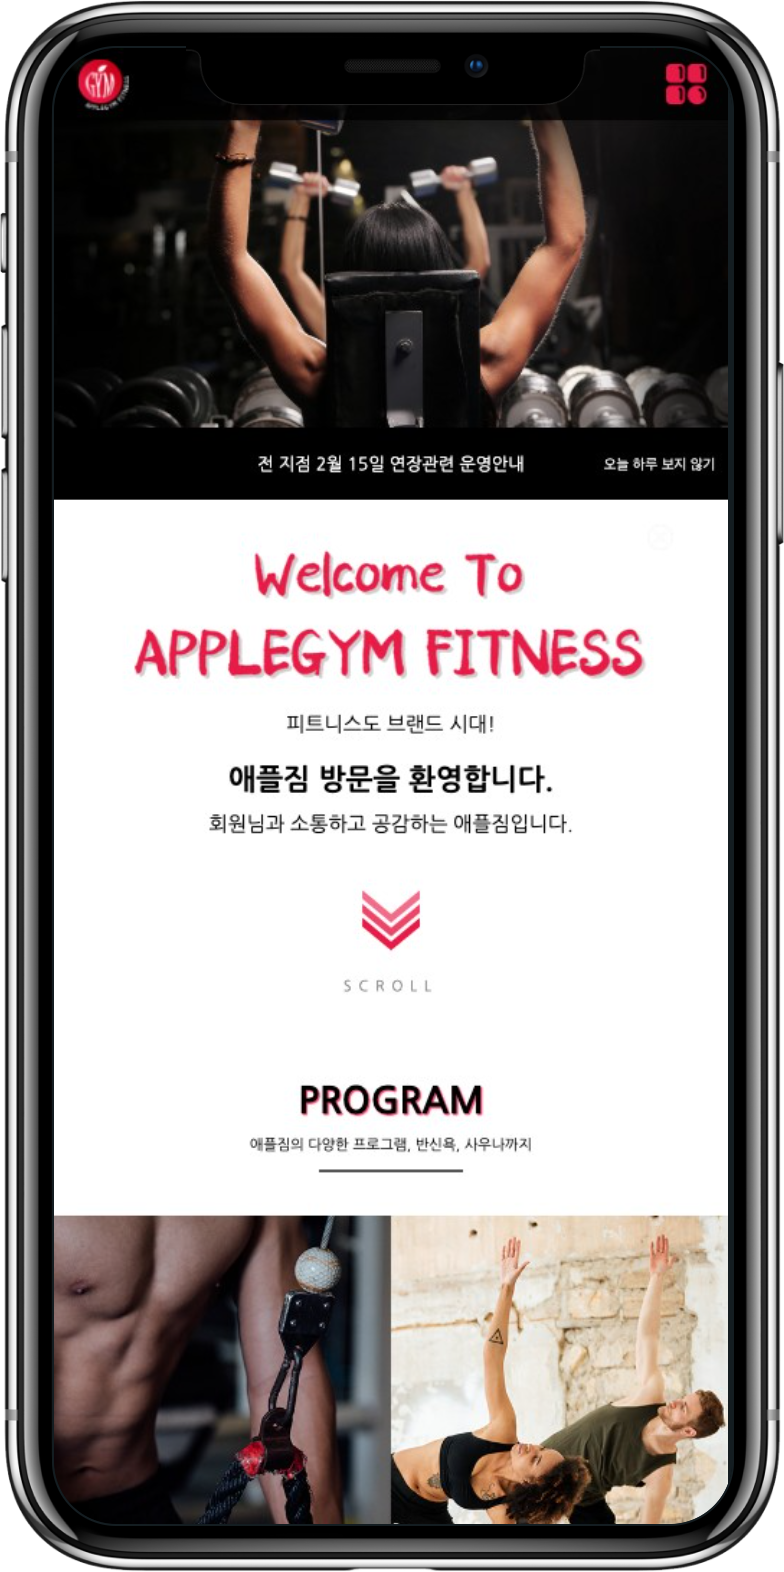 GYM
APPLEGYM FITNESS
전 지점 2월 15일 연장관련 운영안내
오늘 하루 보지 않기
Welcome To
APPLEGYM FITNESS
피트니스도 브랜드 시대!
애플짐 방문을 환영합니다.
회원님과 소통하고 공감하는 애플짐입니다.
SCROLL
PROGRAM
애플짐의 다양한 프로그램, 반신욕, 사우나까지